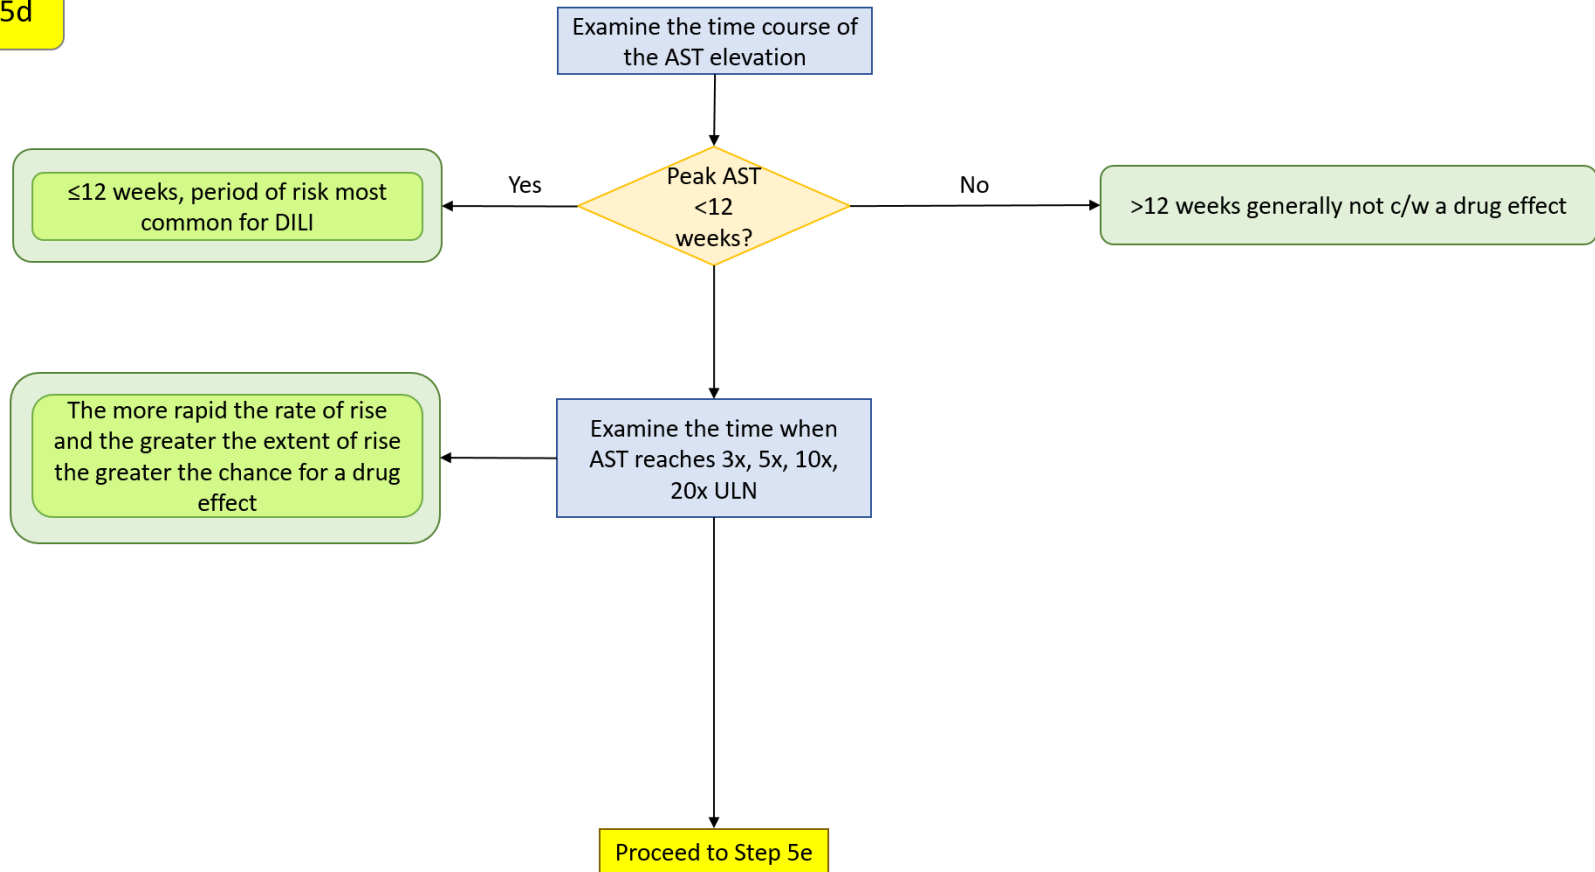 5d
Examine the time course of
the AST elevation
Peak AST
<12
weeks?
Yes
No
≤12 weeks, period of risk most
common for DILI
>12 weeks generally not c/w a drug effect
The more rapid the rate of rise
and the greater the extent of rise
the greater the chance for a drug
effect
Examine the time when
AST reaches 3x, 5x, 10x,
20x ULN
Proceed to Step 5e